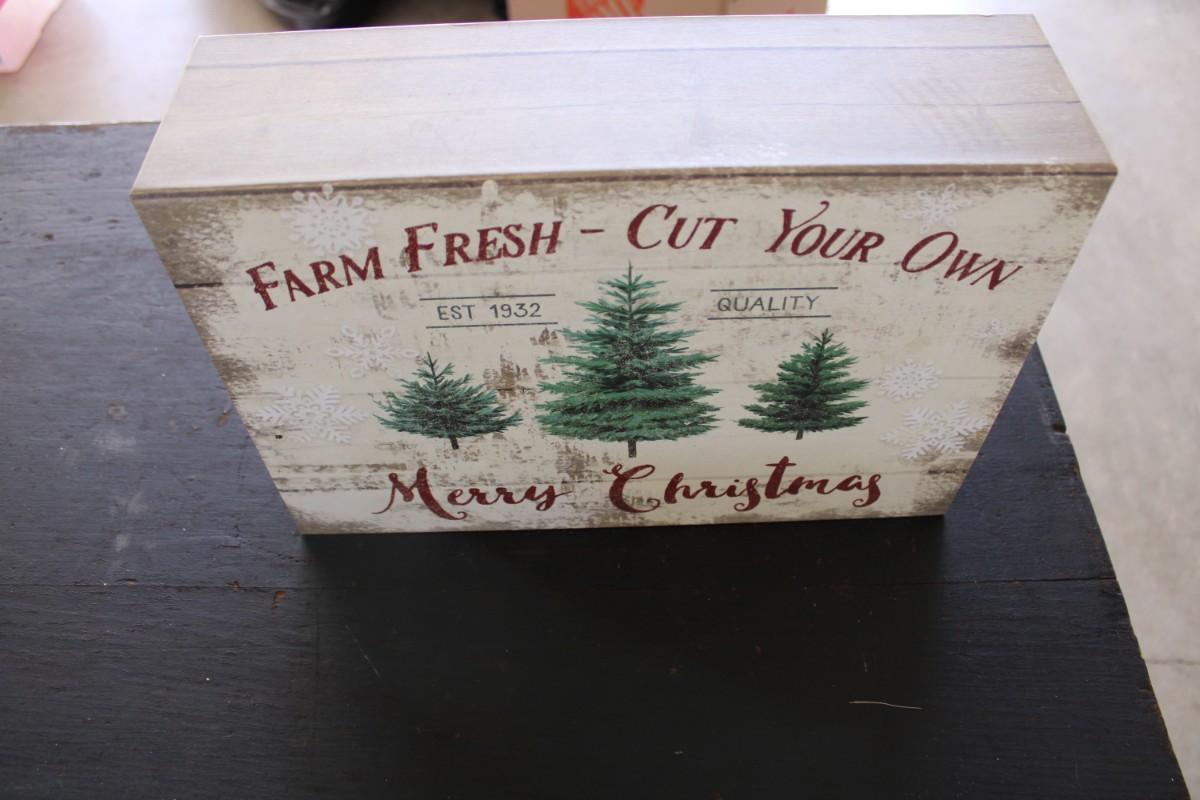 FARM FRESH - CUT YOUR OWN
EST 1932
QUALITY
Merry Christmas